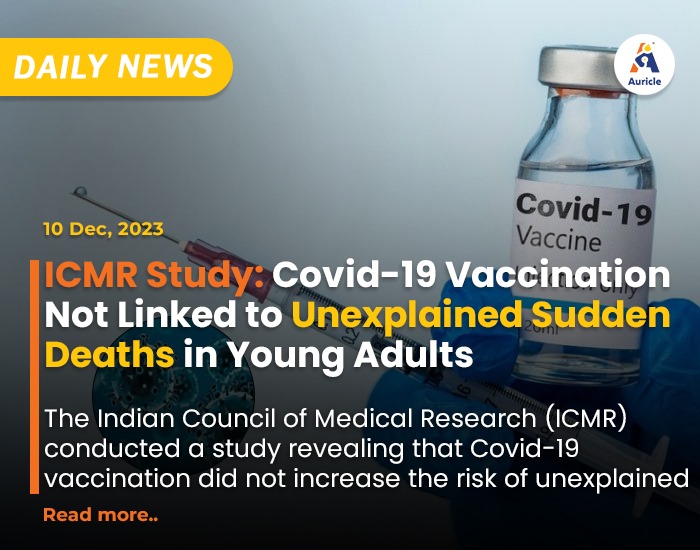 DAILY NEWS
Auricle
Covid-19
Vaccine
10 Dec, 2023
ICMR Study: Covid-19 Vaccination
Not Linked to Unexplained Sudden
Deaths in Young Adults
The Indian Council of Medical Research (ICMR)
conducted a study revealing that Covid-19
vaccination did not increase the risk of unexplained
Read more..